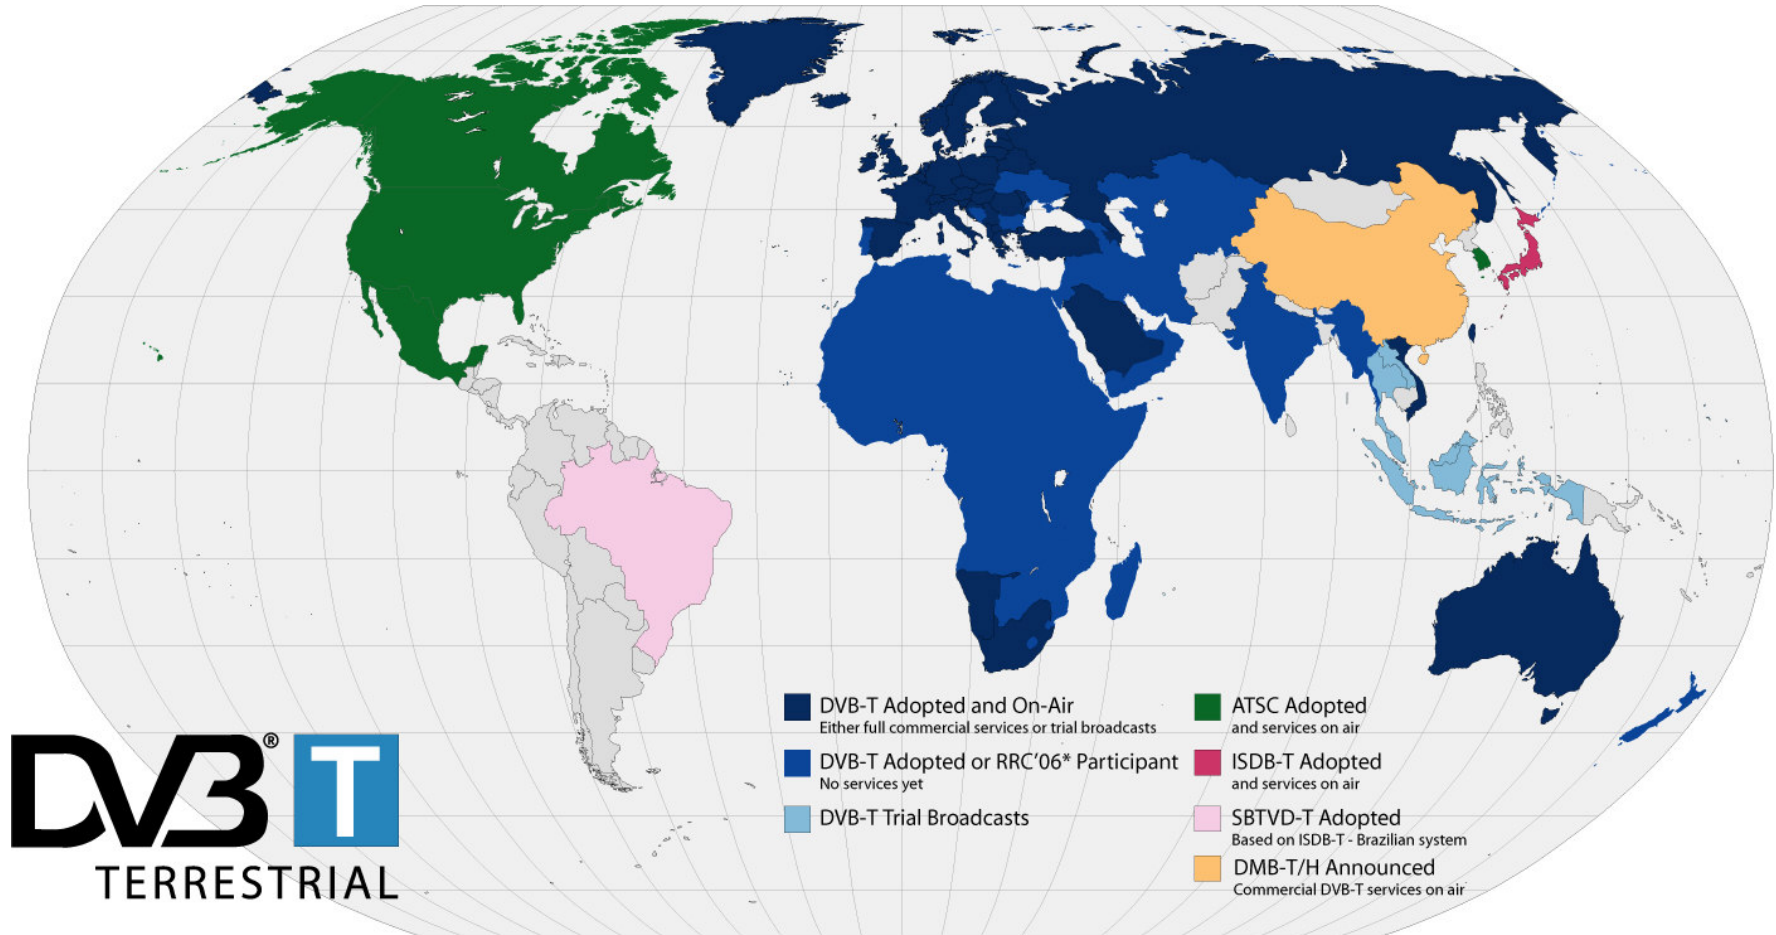 DVB-T Adopted and On-Air
Either full commercial services or trial broadcasts
DVB-T Adopted or RRC'06* Participant
No services yet
DVB-T Trial Broadcasts
ATSC Adopted
and services on air
ISDB-T Adopted
and services on air
SBTVD-T Adopted
Based on ISDB-T - Brazilian system
DMB-T/H Announced
Commercial DVB-T services on air
DVB® T
TERRESTRIAL